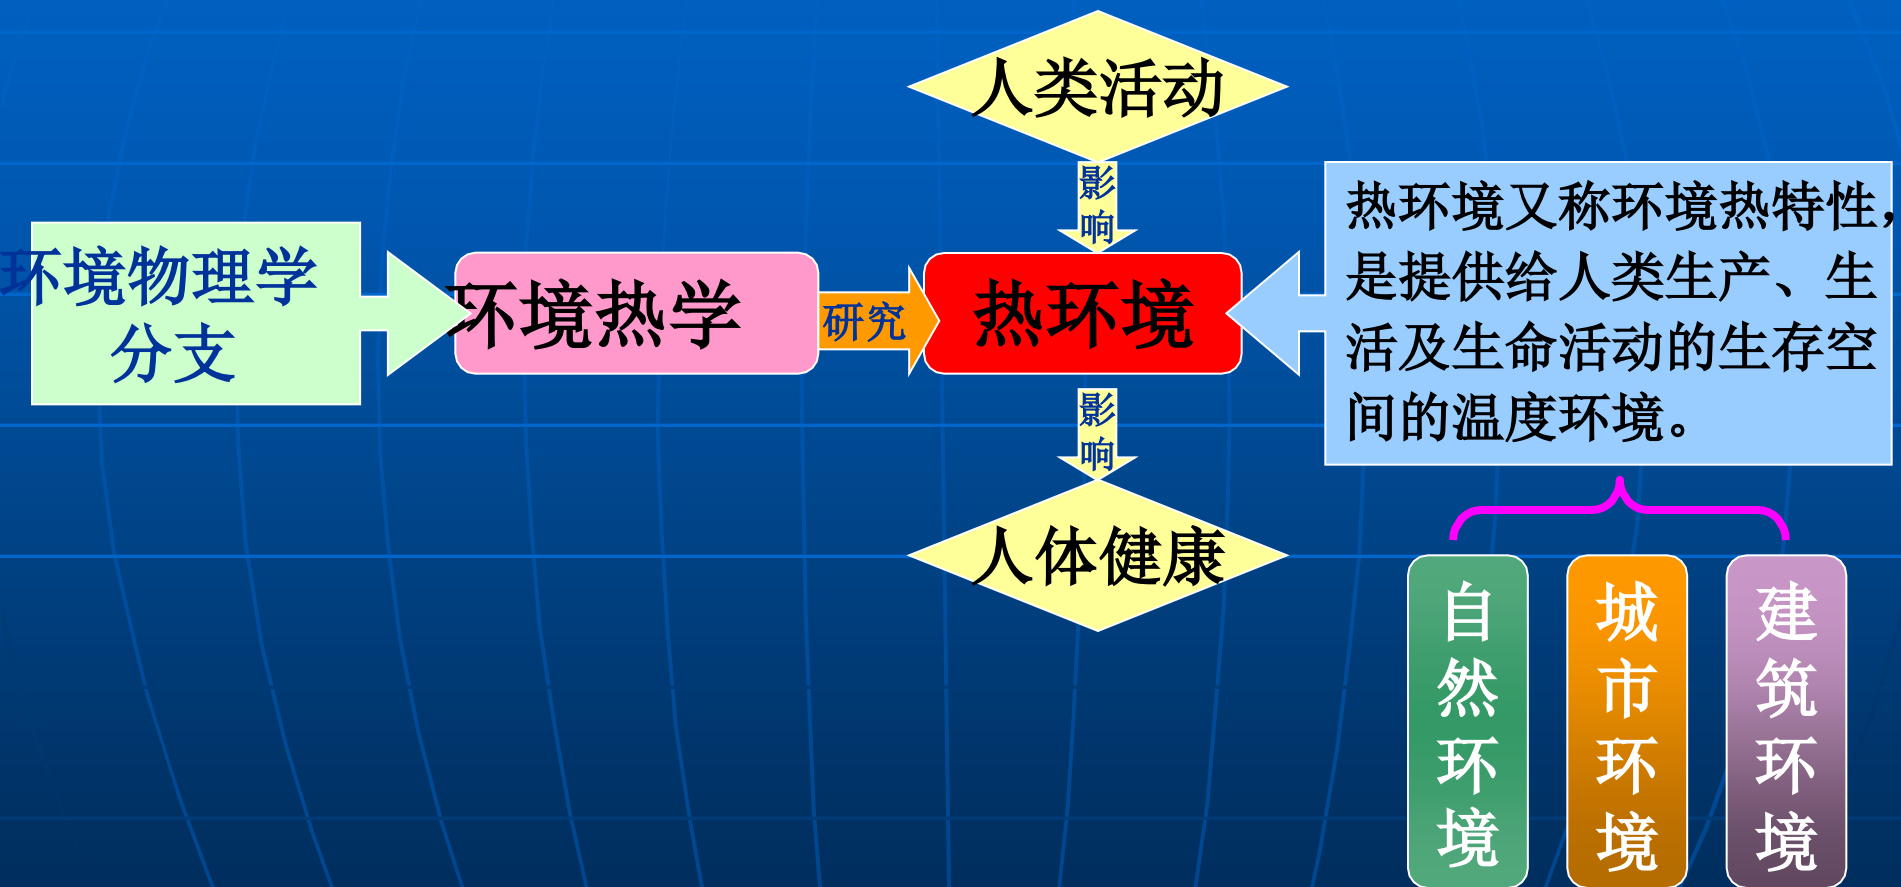 人类活动
影
响
环境物理学
分支
环境热学
研究
热环境
热环境又称环境热特性，
是提供给人类生产、生
活及生命活动的生存空
间的温度环境。
影
响
人体健康
自
然
环
境
城
市
环
境
建
筑
环
境